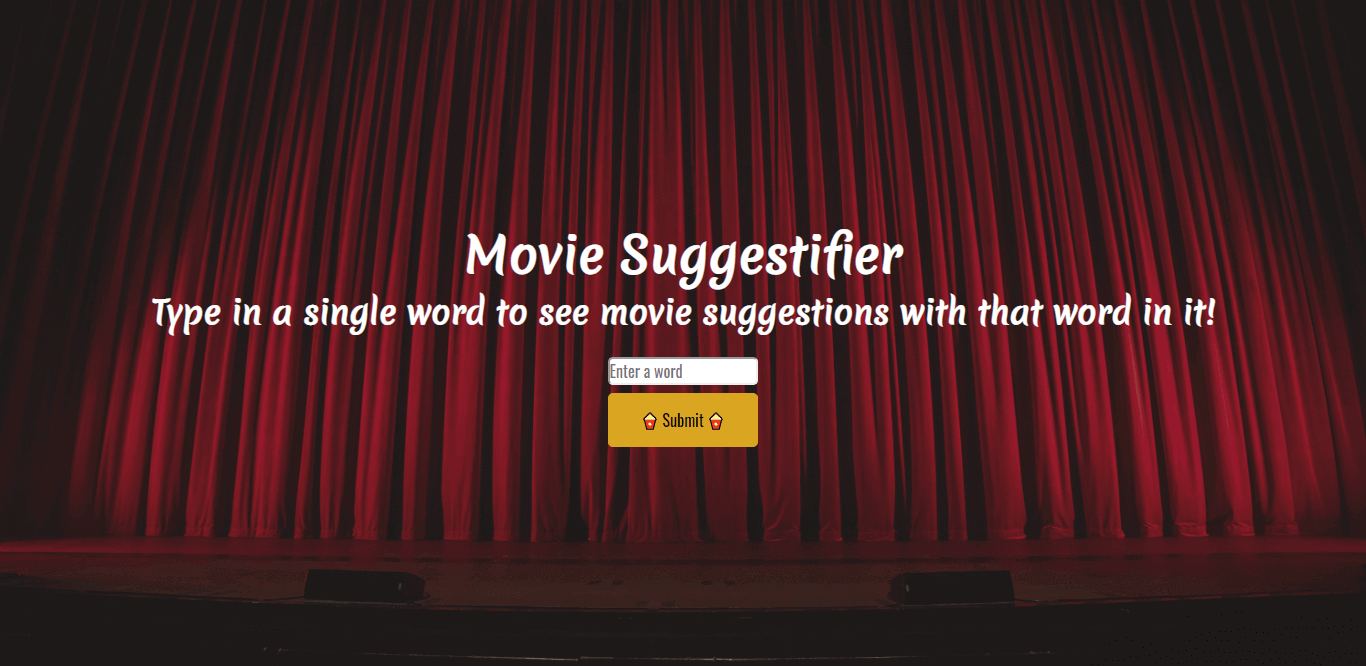 Movie Suggestifier
Type in a single word to see movie suggestions with that word in it!
Enter a word
🍿 Submit 🍿